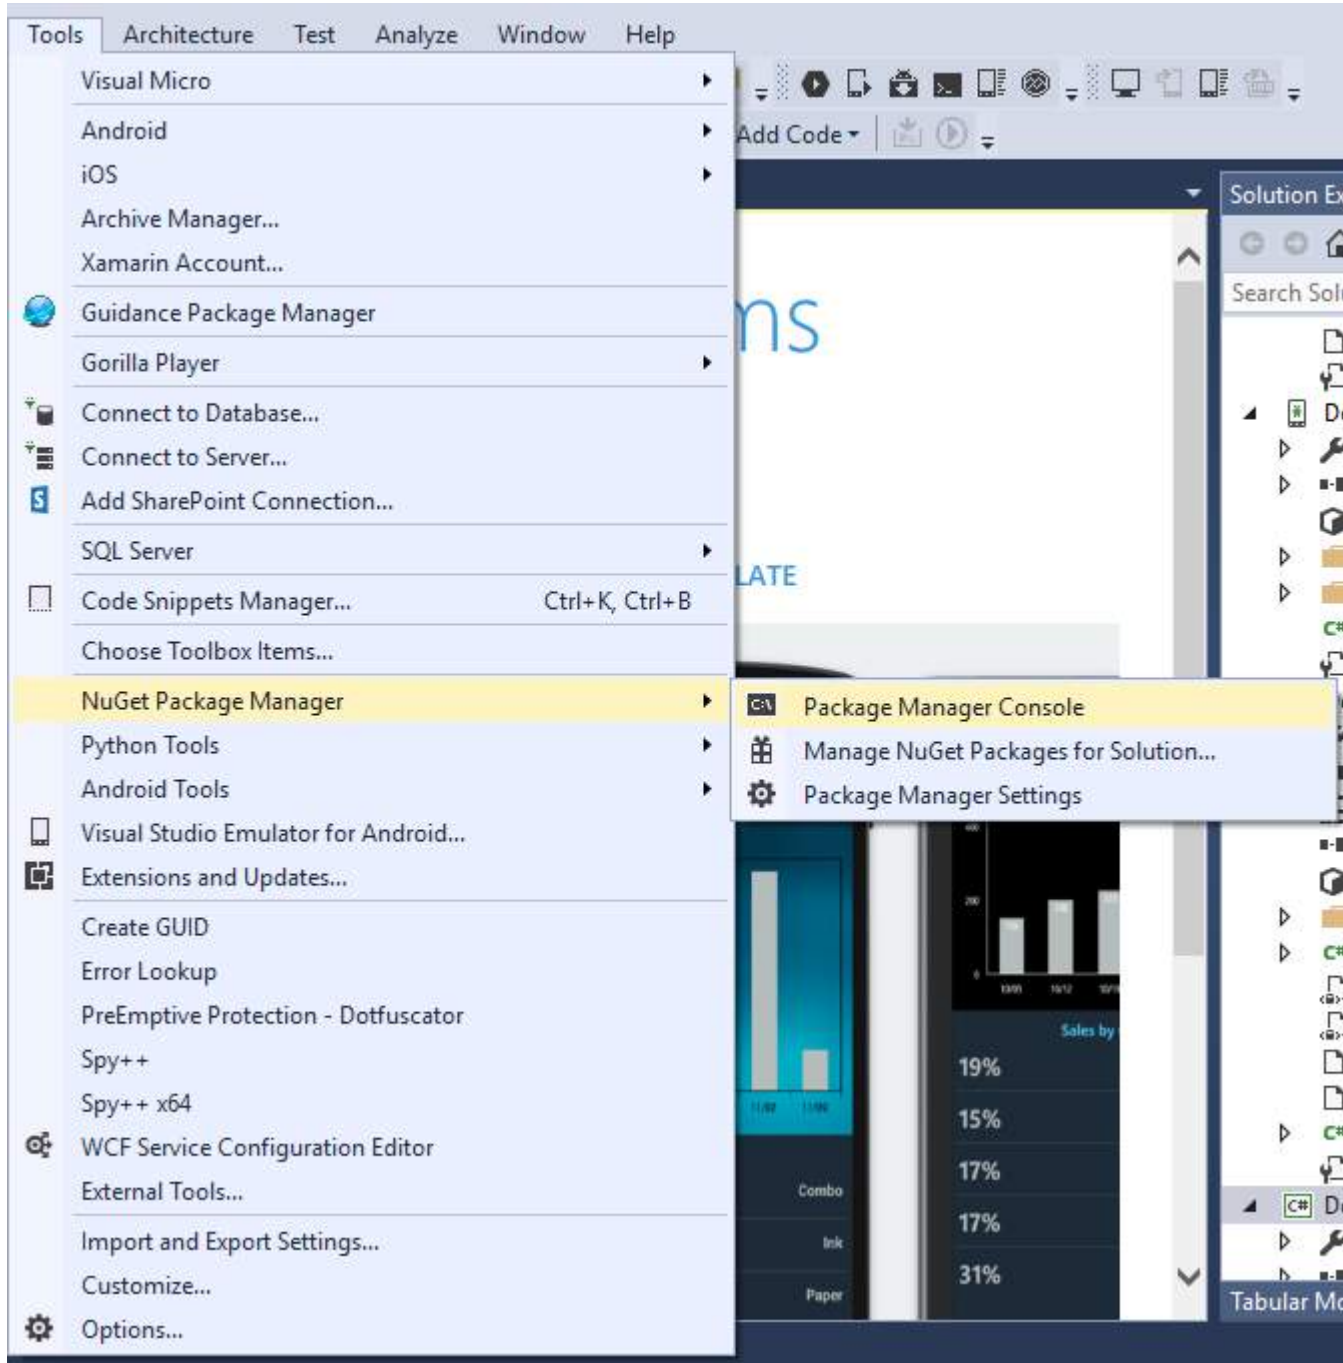 Tools Architecture Test Analyze Window Help
Visual Micro
Android
Add Code
iOS
Solution Ex
Archive Manager...
Xamarin Account...
Search Solu
Guidance Package Manager
ms
Gorilla Player
Connect to Database...
Connect to Server...
Add SharePoint Connection...
SQL Server
LATE
Code Snippets Manager... Ctrl+K, Ctrl+B
Choose Toolbox Items...
NuGet Package Manager
Package Manager Console
Python Tools
Manage NuGet Packages for Solution...
Android Tools
Package Manager Settings
Visual Studio Emulator for Android...
Extensions and Updates...
200
Create GUID
Error Lookup
0
PreEmptive Protection - Dotfuscator
Sales by
Spy++
19%
Spy++ x64
15%
WCF Service Configuration Editor
17%
External Tools...
Combo
17%
Import and Export Settings...
Ink
31%
Customize...
Paper
Tabular Mo
Options...